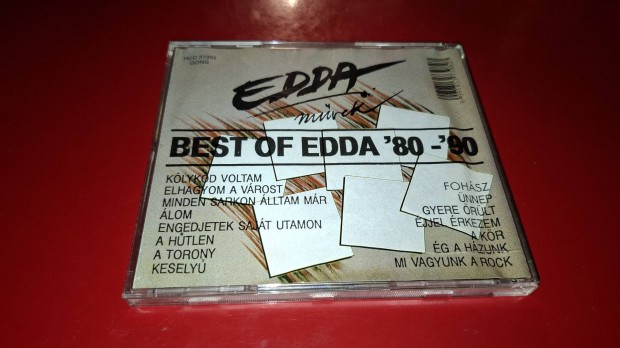 GONG
EDDA
művek
BEST OF EDDA '80 -'90
KÖLYKÖD VOLTAM
ELHAGYOM A VÁROST
MINDEN SARKON ÁLLTAM MÁR
ÁLOM
ENGEDJETEK SAJÁT UTAMON
A HŰTLEN
A TORONY
KESELYŰ
FOHÁSZ
ÜNNEP
GYERE ŐRÜLT
ÉJJEL ÉRKEZEM
A KÖR
ÉG A HÁZUNK
MI VAGYUNK A ROCK